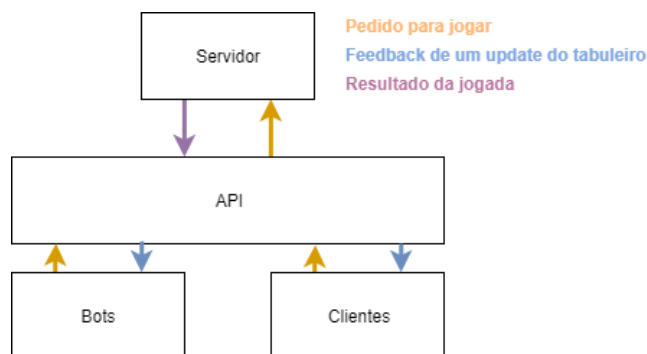 Pedido para jogar
Feedback de um update do tabuleiro
Resultado da jogada
Servidor
API
Bots
Clientes